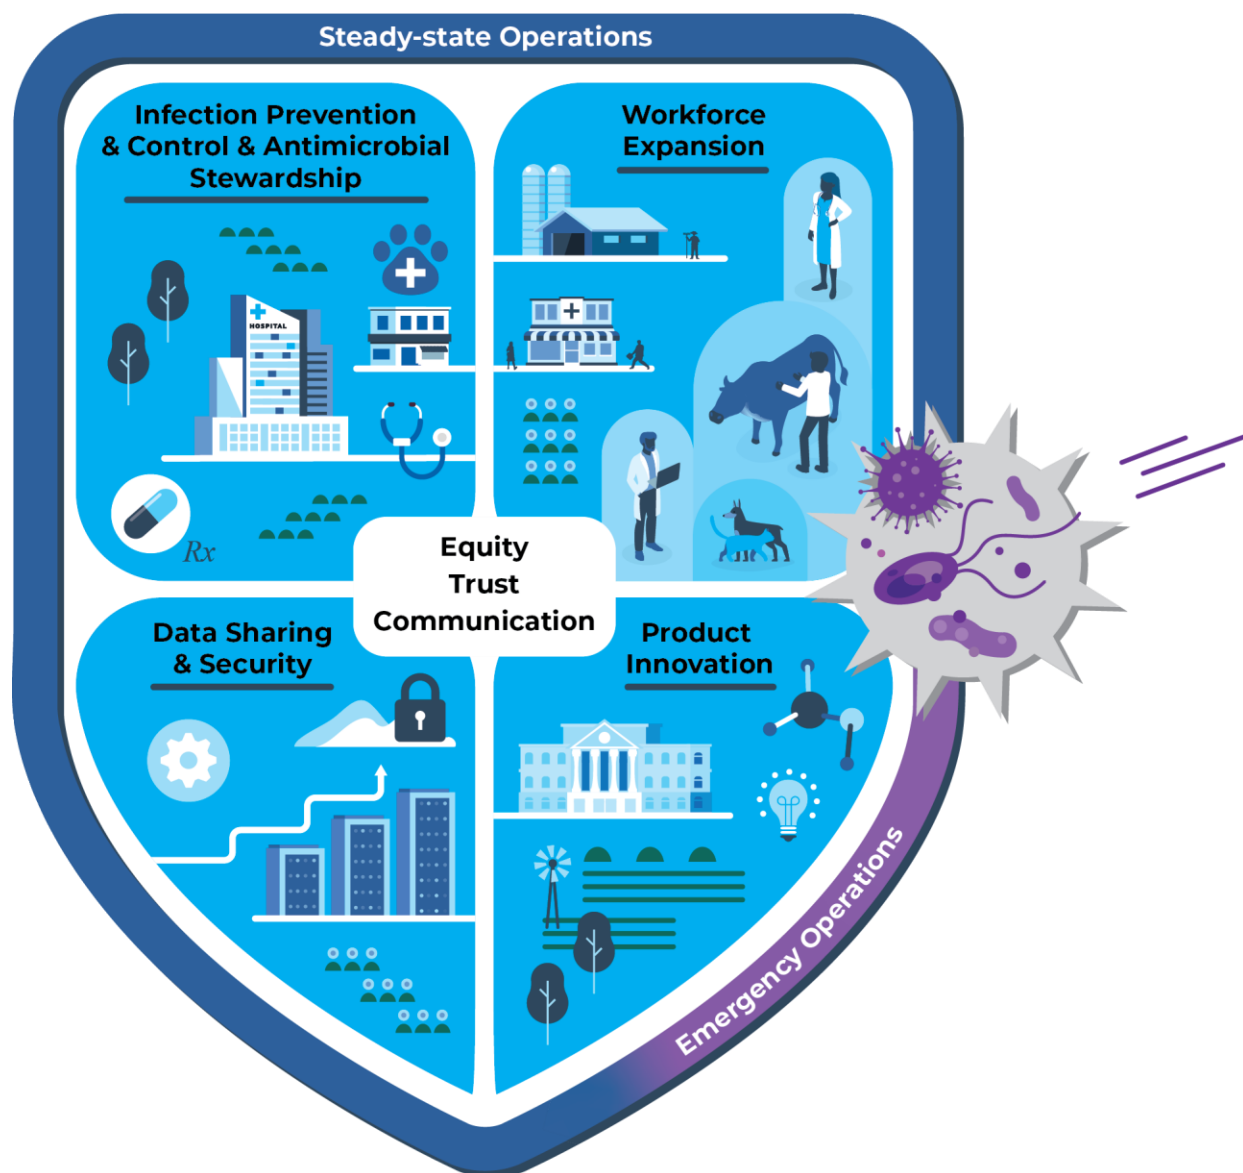 Steady-state Operations
Infection Prevention
& Control & Antimicrobial
Stewardship
Workforce
Expansion
HOSPITAL
Rx
Equity
Trust
Communication
Data Sharing
& Security
Product
Innovation
Emergency Operations